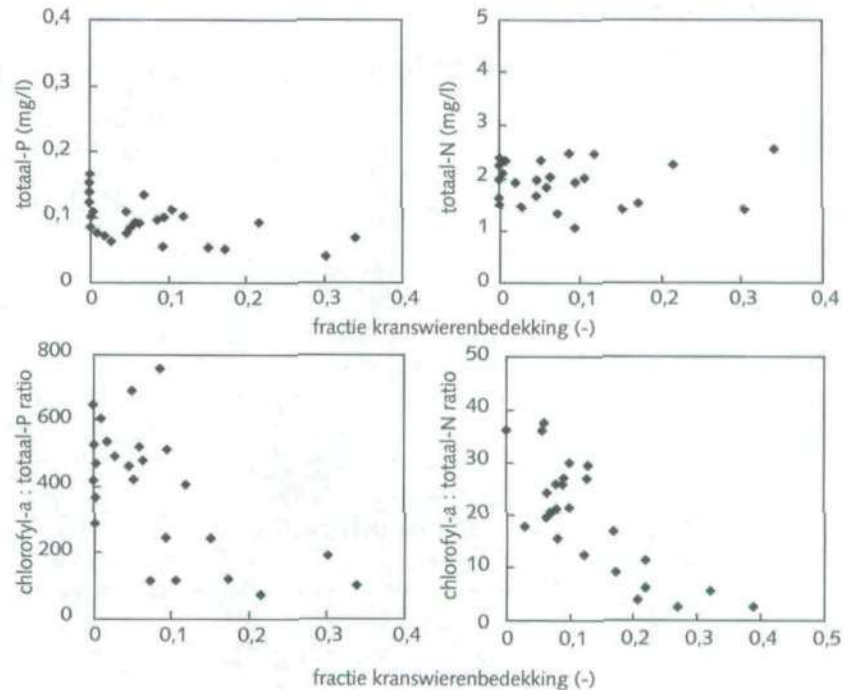 totaal-P (mg/l)
0,4
0,3
0,2
0,1
0
0 0,1 0,2 0,3 0,4
totaal-N (mg/l)
5
4
3
2
1
0
0 0,1 0,2 0,3 0,4
fractie kranswierenbedekking (-)
chlorofyl-a : totaal-P ratio
800
600
400
200
0
0 0,1 0,2 0,3 0,4
chlorofyl-a : totaal-N ratio
50
40
30
20
10
0
0 0,1 0,2 0,3 0,4 0,5
fractie kranswierenbedekking (-)